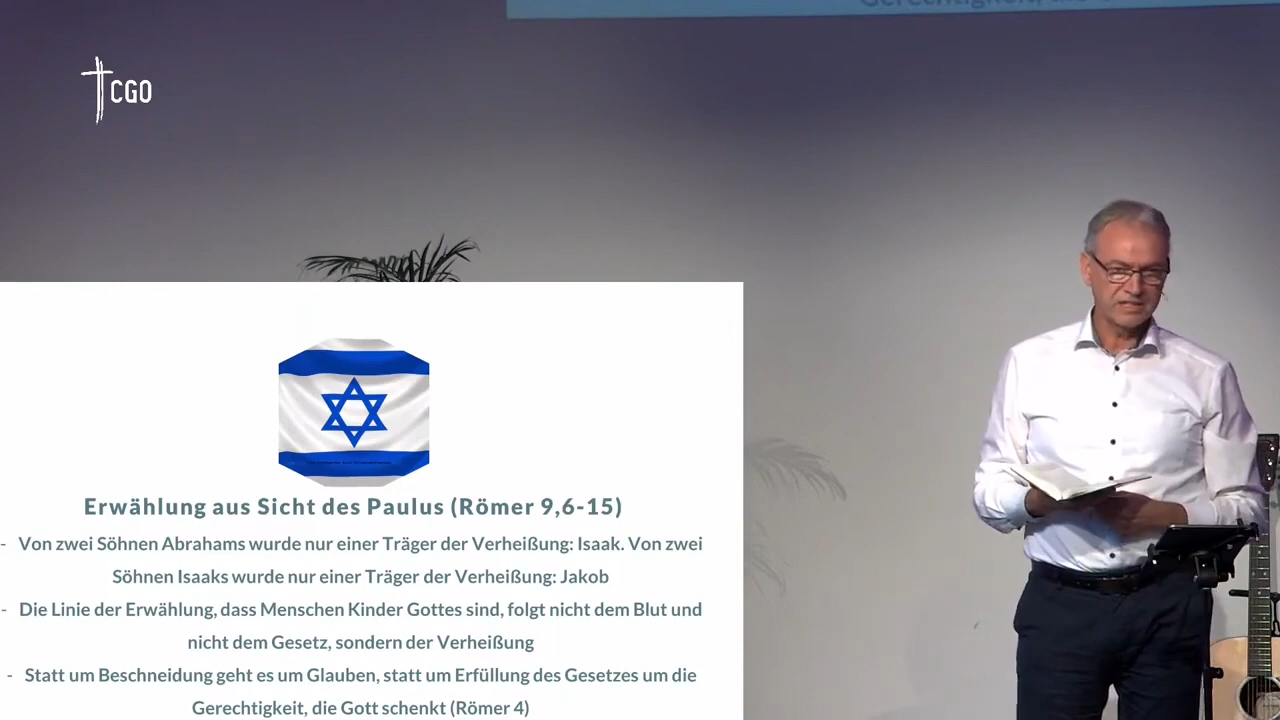 CGO
Erwählung aus Sicht des Paulus (Römer 9,6-15)
- Von zwei Söhnen Abrahams wurde nur einer Träger der Verheißung: Isaak. Von zwei
Söhnen Isaaks wurde nur einer Träger der Verheißung: Jakob
- Die Linie der Erwählung, dass Menschen Kinder Gottes sind, folgt nicht dem Blut und
nicht dem Gesetz, sondern der Verheißung
- Statt um Beschneidung geht es um Glauben, statt um Erfüllung des Gesetzes um die
Gerechtigkeit, die Gott schenkt (Römer 4)